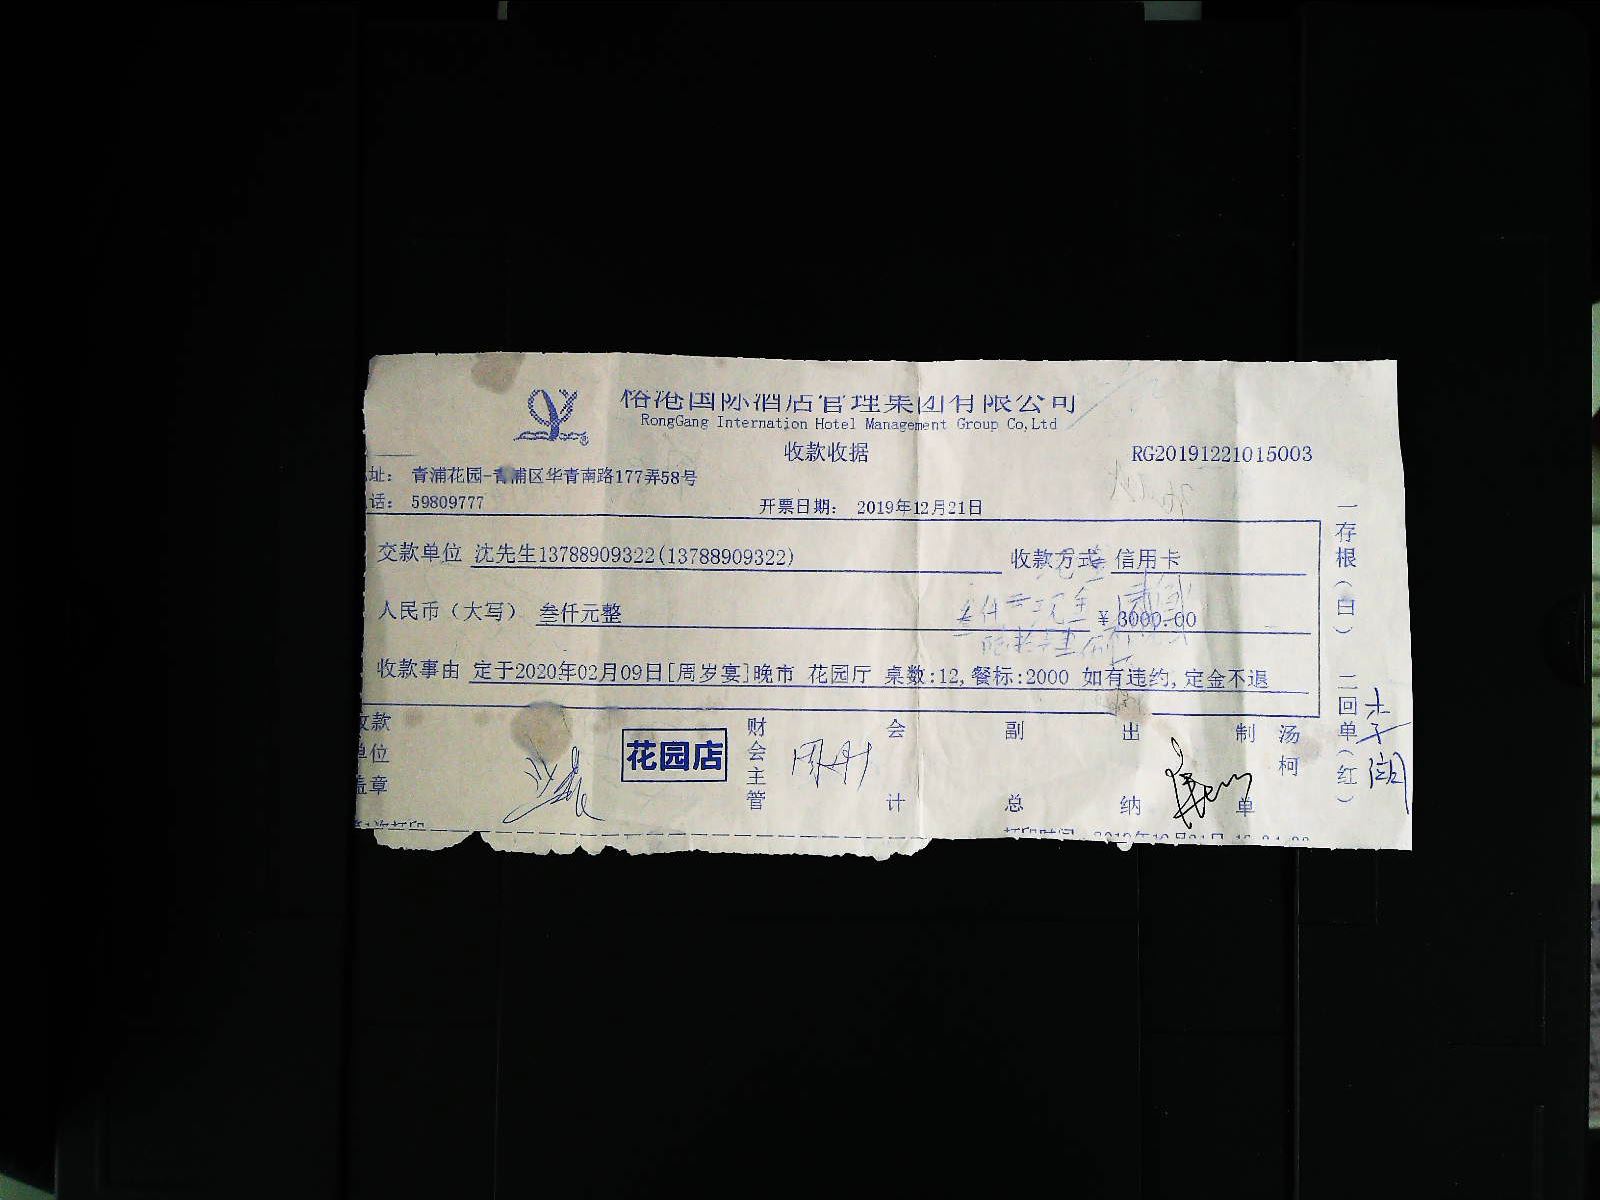 港国际酒店管理集团有限公司
RongGang Internation Hotel Management Group Co,Ltd
收款收据
RG20191221015003
址： 青浦花园-青浦区华青南路177弄58号
话： 59809777
开票日期： 2019年12月21日
交款单位 沈先生13788909322(13788909322)
收款方式 信用卡
人民币（大写） 叁仟元整
￥ 3000.00
收款事由 定于2020年02月09日[周岁宴]晚市 花园厅 桌数:12,餐标:2000 如有违约,定金不退
收款单位盖章
花园店
财会主管
会计
副总
出纳
制单
汤柯
一存根（白） 二回单（红）